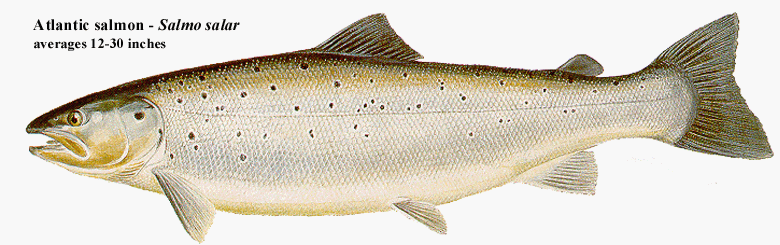 Atlantic salmon - Salmo salar
averages 12-30 inches